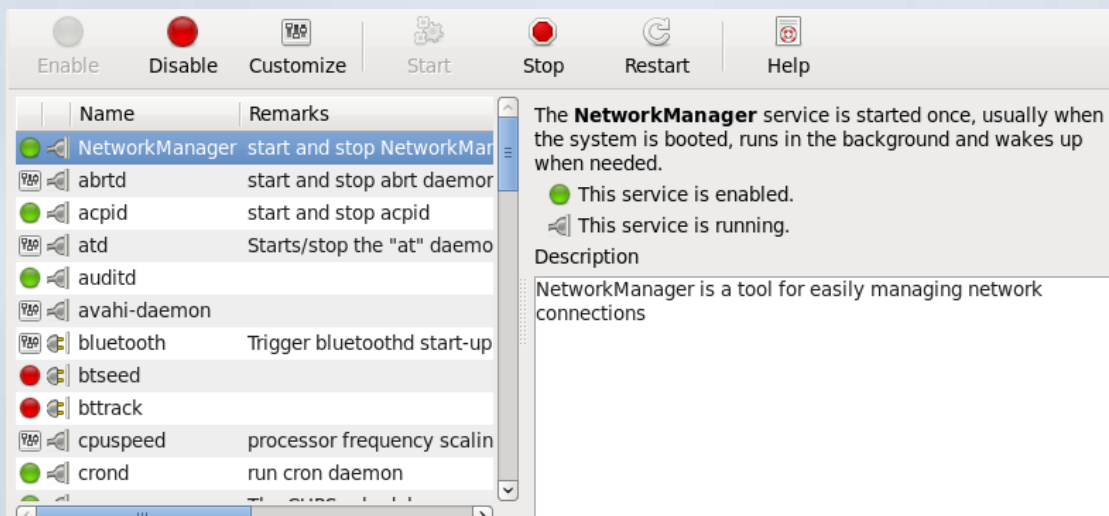 Enable Disable Customize Start Stop Restart Help
Name Remarks
NetworkManager start and stop NetworkMar
abrtd start and stop abrt daemor
acpid start and stop acpid
atd Starts/stop the "at" daemo
auditd
avahi-daemon
bluetooth Trigger bluetoothd start-up
btseed
bttrack
cpuspeed processor frequency scalin
crond run cron daemon
The NetworkManager service is started once, usually when
the system is booted, runs in the background and wakes up
when needed.
This service is enabled.
This service is running.
Description
NetworkManager is a tool for easily managing network
connections